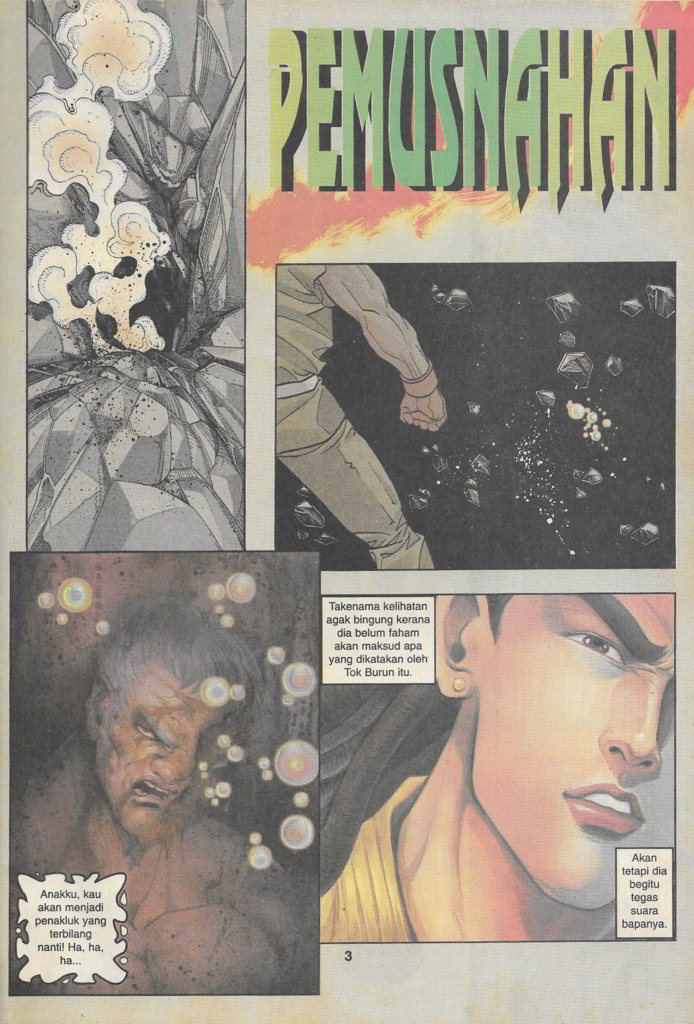 PEMUSNAHAN
Takenama kelihatan
agak bingung kerana
dia belum faham
akan maksud apa
yang dikatakan oleh
Tok Burun itu.
Anakku, kau
akan menjadi
penakluk yang
terbilang
nanti! Ha, ha,
ha...
Akan
tetapi dia
begitu
tegas
suara
bapanya.
3